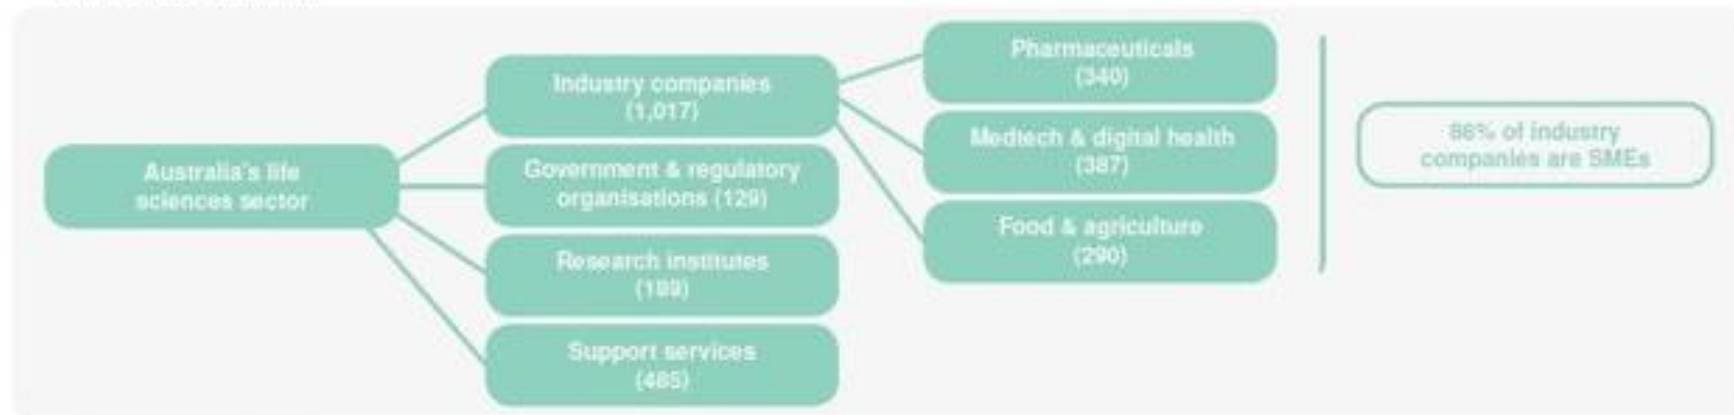 Australia's life
sciences sector
Industry companies
(1,017)
Government & regulatory
organisations (129)
Research institutes
Support services
(485)
Pharmaceuticals
(340)
Medtech & digital health
(387)
Food & agriculture
(290)
of industry
companies are SMEs